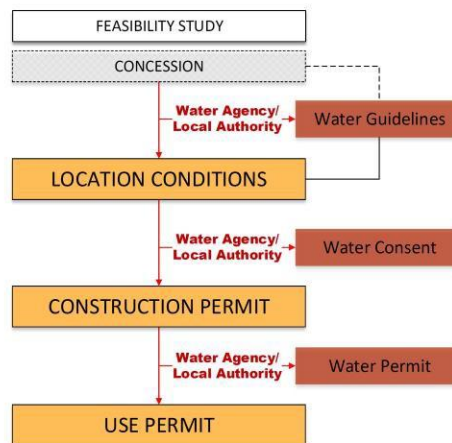 FEASIBILITY STUDY
CONCESSION
Water Agency/
Local Authority
Water Guidelines
LOCATION CONDITIONS
Water Agency/
Local Authority
Water Consent
CONSTRUCTION PERMIT
Water Agency/
Local Authority
Water Permit
USE PERMIT